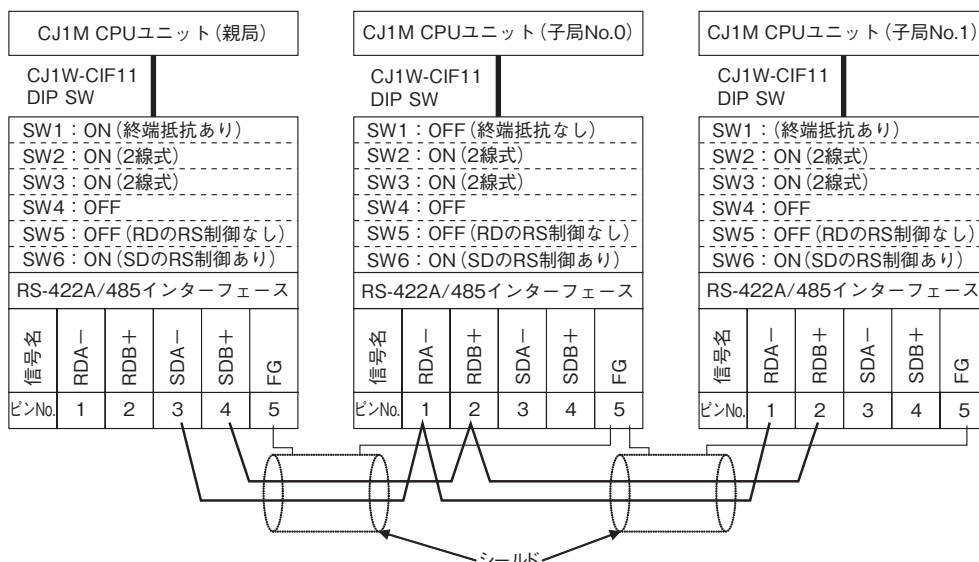 CJ1M CPUユニット(親局)
CJ1W-CIF11
DIP SW
SW1:ON(終端抵抗あり)
SW2:ON(2線式)
SW3:ON(2線式)
SW4:OFF
SW5:OFF(RDのRS制御なし)
SW6:ON(SDのRS制御あり)
RS-422A/485インターフェース
信号名 RDA− RDB+ SDA− SDB+ FG
ピンNo. 1 2 3 4 5
CJ1M CPUユニット(子局No.0)
CJ1W-CIF11
DIP SW
SW1:OFF(終端抵抗なし)
SW2:ON(2線式)
SW3:ON(2線式)
SW4:OFF
SW5:OFF(RDのRS制御なし)
SW6:ON(SDのRS制御あり)
RS-422A/485インターフェース
信号名 RDA− RDB+ SDA− SDB+ FG
ピンNo. 1 2 3 4 5
CJ1M CPUユニット(子局No.1)
CJ1W-CIF11
DIP SW
SW1:(終端抵抗あり)
SW2:ON(2線式)
SW3:ON(2線式)
SW4:OFF
SW5:OFF(RDのRS制御なし)
SW6:ON(SDのRS制御あり)
RS-422A/485インターフェース
信号名 RDA− RDB+ SDA− SDB+ FG
ピンNo. 1 2 3 4 5
シールド